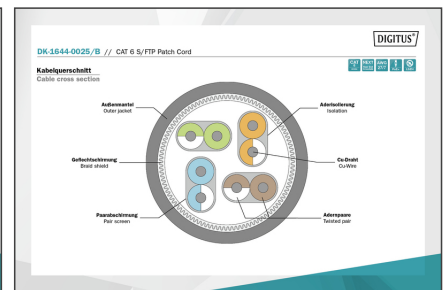 DIGITUS®
DK-1644-0025/B // CAT 6 S/FTP Patch Cord
Kabelquerschnitt
Cable cross section
Außenmantel
Outer jacket
Aderisolierung
Isolation
Geflechtschirmung
Braid shield
Cu-Draht
Cu-Wire
Paarabschirmung
Pair screen
Adernpaare
Twisted pair